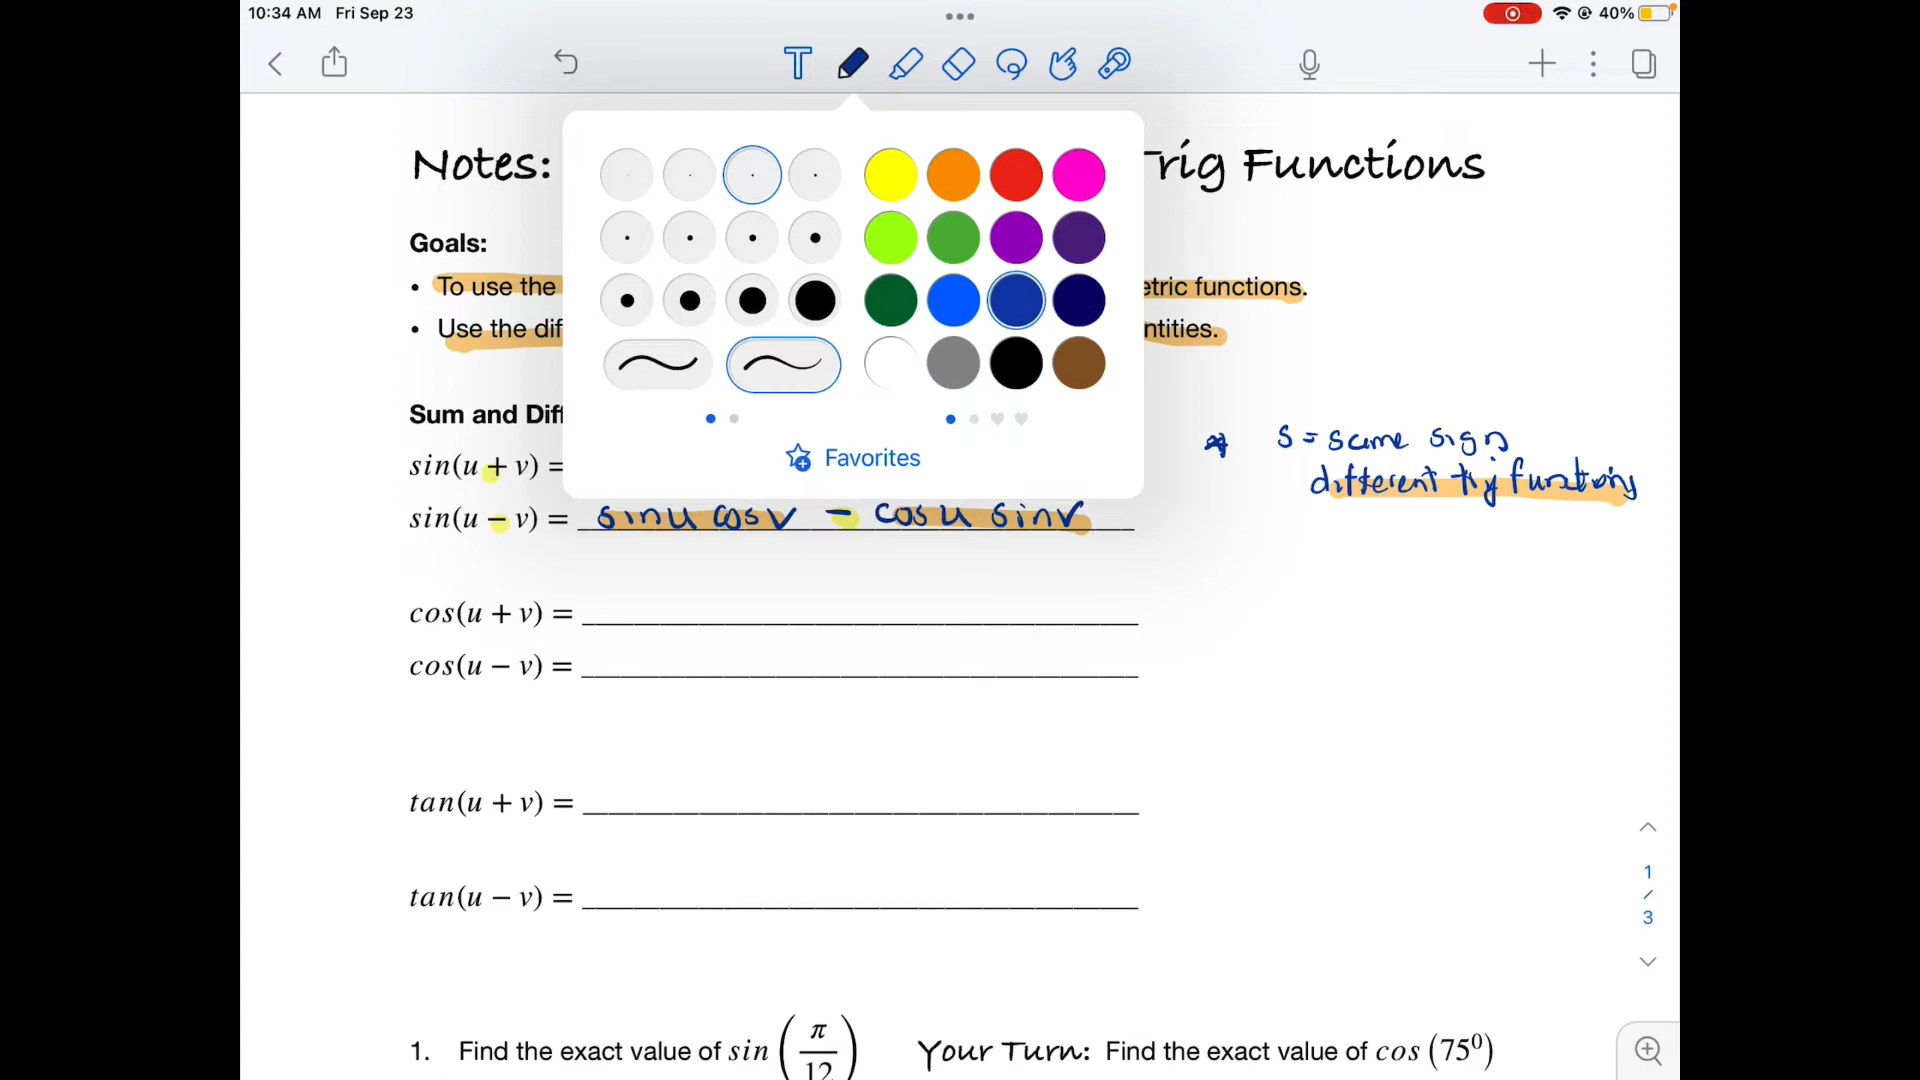 10:34 AM Fri Sep 23
40%
T
Notes: Trig Functions
Goals:
• To use the etric functions.
• Use the dif ntities.
Favorites
Sum and Diff
sin(u + v) =
sin(u − v) = sinu cosv − cosu sinv
S = same sign
different trig functions
cos(u + v) =
cos(u − v) =
tan(u + v) =
tan(u − v) =
1
/
3
1. Find the exact value of sin (π/12)
Your Turn: Find the exact value of cos (75⁰)